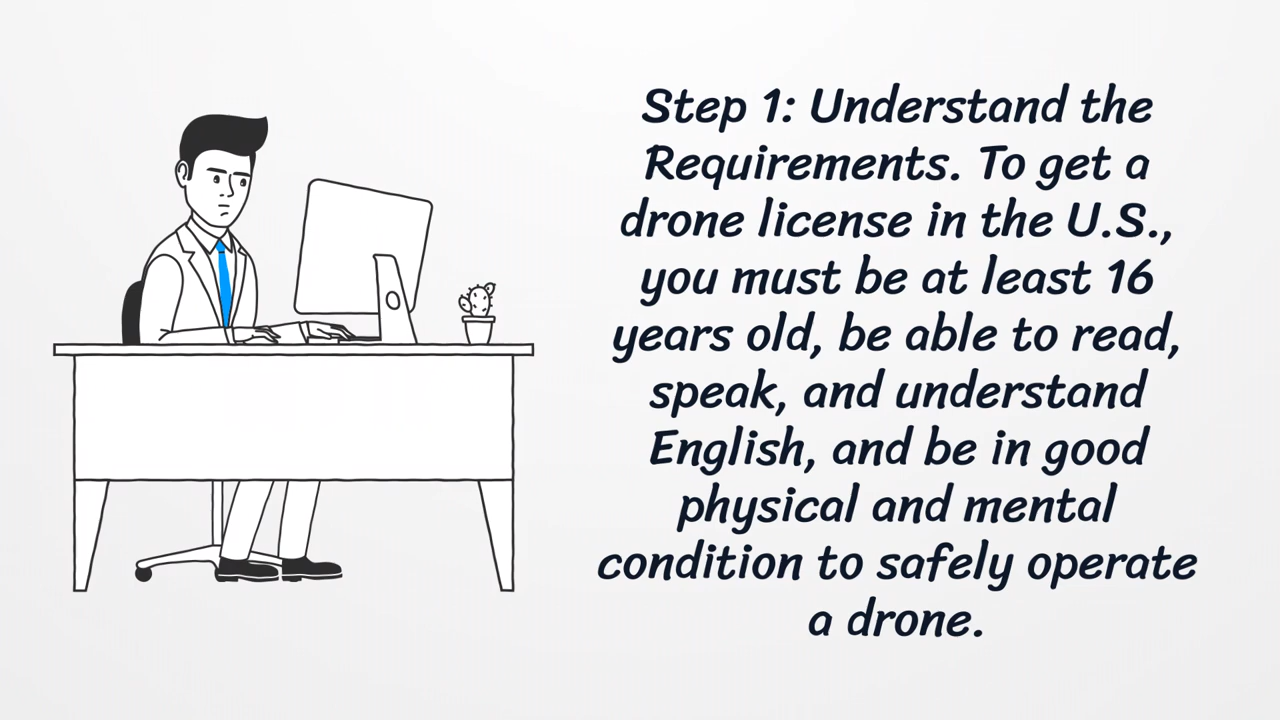 Step 1: Understand the
Requirements. To get a
drone license in the U.S.,
you must be at least 16
years old, be able to read,
speak, and understand
English, and be in good
physical and mental
condition to safely operate
a drone.